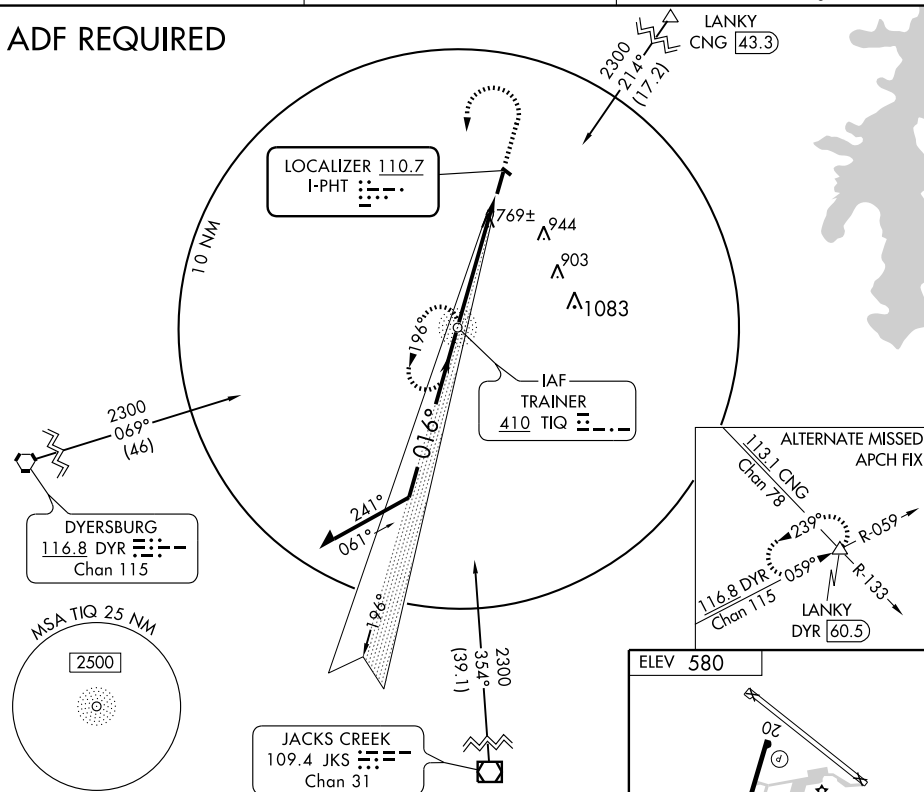 ADF REQUIRED
LANKY
CNG 43.3
2300
214°
(17.2)
LOCALIZER 110.7
I-PHT
10 NM
769±
944
903
1083
196°
IAF
TRAINER
410 TIQ
016°
2300
069°
(46)
DYERSBURG
116.8 DYR
Chan 115
241°
061°
196°
MSA TIQ 25 NM
2500
2300
354°
(39.1)
JACKS CREEK
109.4 JKS
Chan 31
ALTERNATE MISSED
APCH FIX
113.1 CNG
Chan 78
239°
R-059
059°
116.8 DYR
Chan 115
R-133
LANKY
DYR 60.5
ELEV 580
20
P